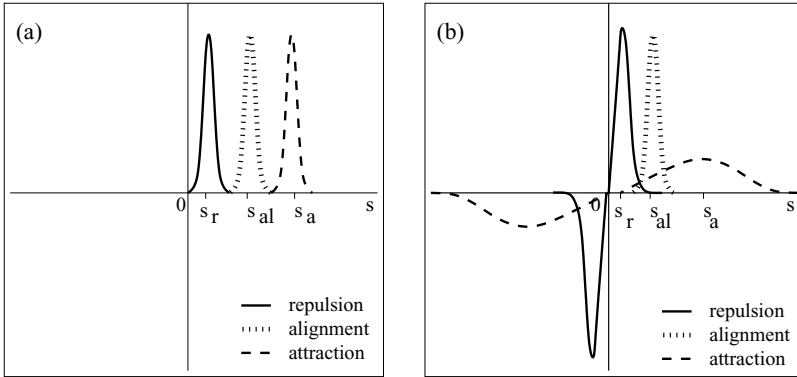 (a)
0 s r s al s a s
repulsion
alignment
attraction
(b)
0 s r s al s a s
repulsion
alignment
attraction